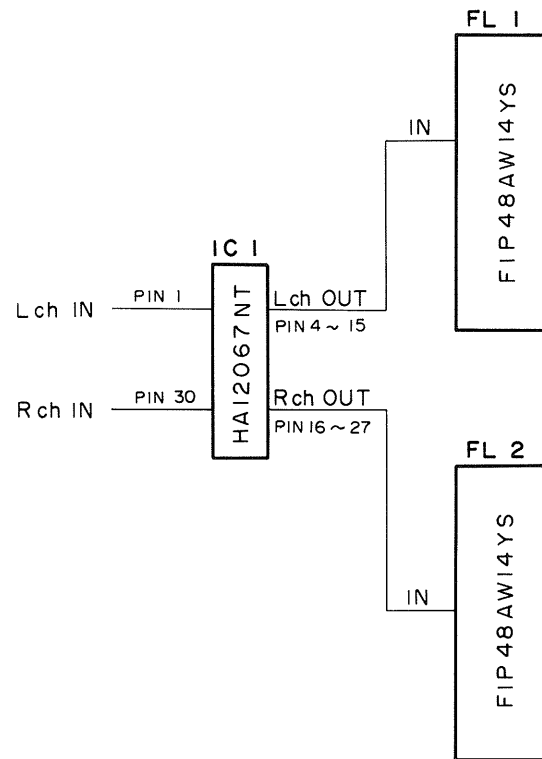 FL 1
FIP48AW14YS
IN
IC 1
HA12067NT
Lch IN
PIN 1
Lch OUT
PIN 4 ~ 15
Rch IN
PIN 30
Rch OUT
PIN 16 ~ 27
FL 2
FIP48AW14YS
IN